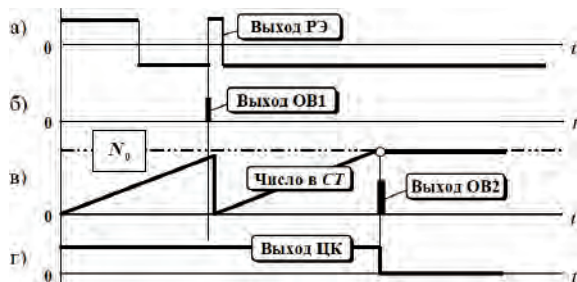 а)
Выход РЭ
0
t
б)
Выход ОВ1
0
t
N₀
в)
Число в СТ
Выход ОВ2
0
t
г)
Выход ЦК
0
t